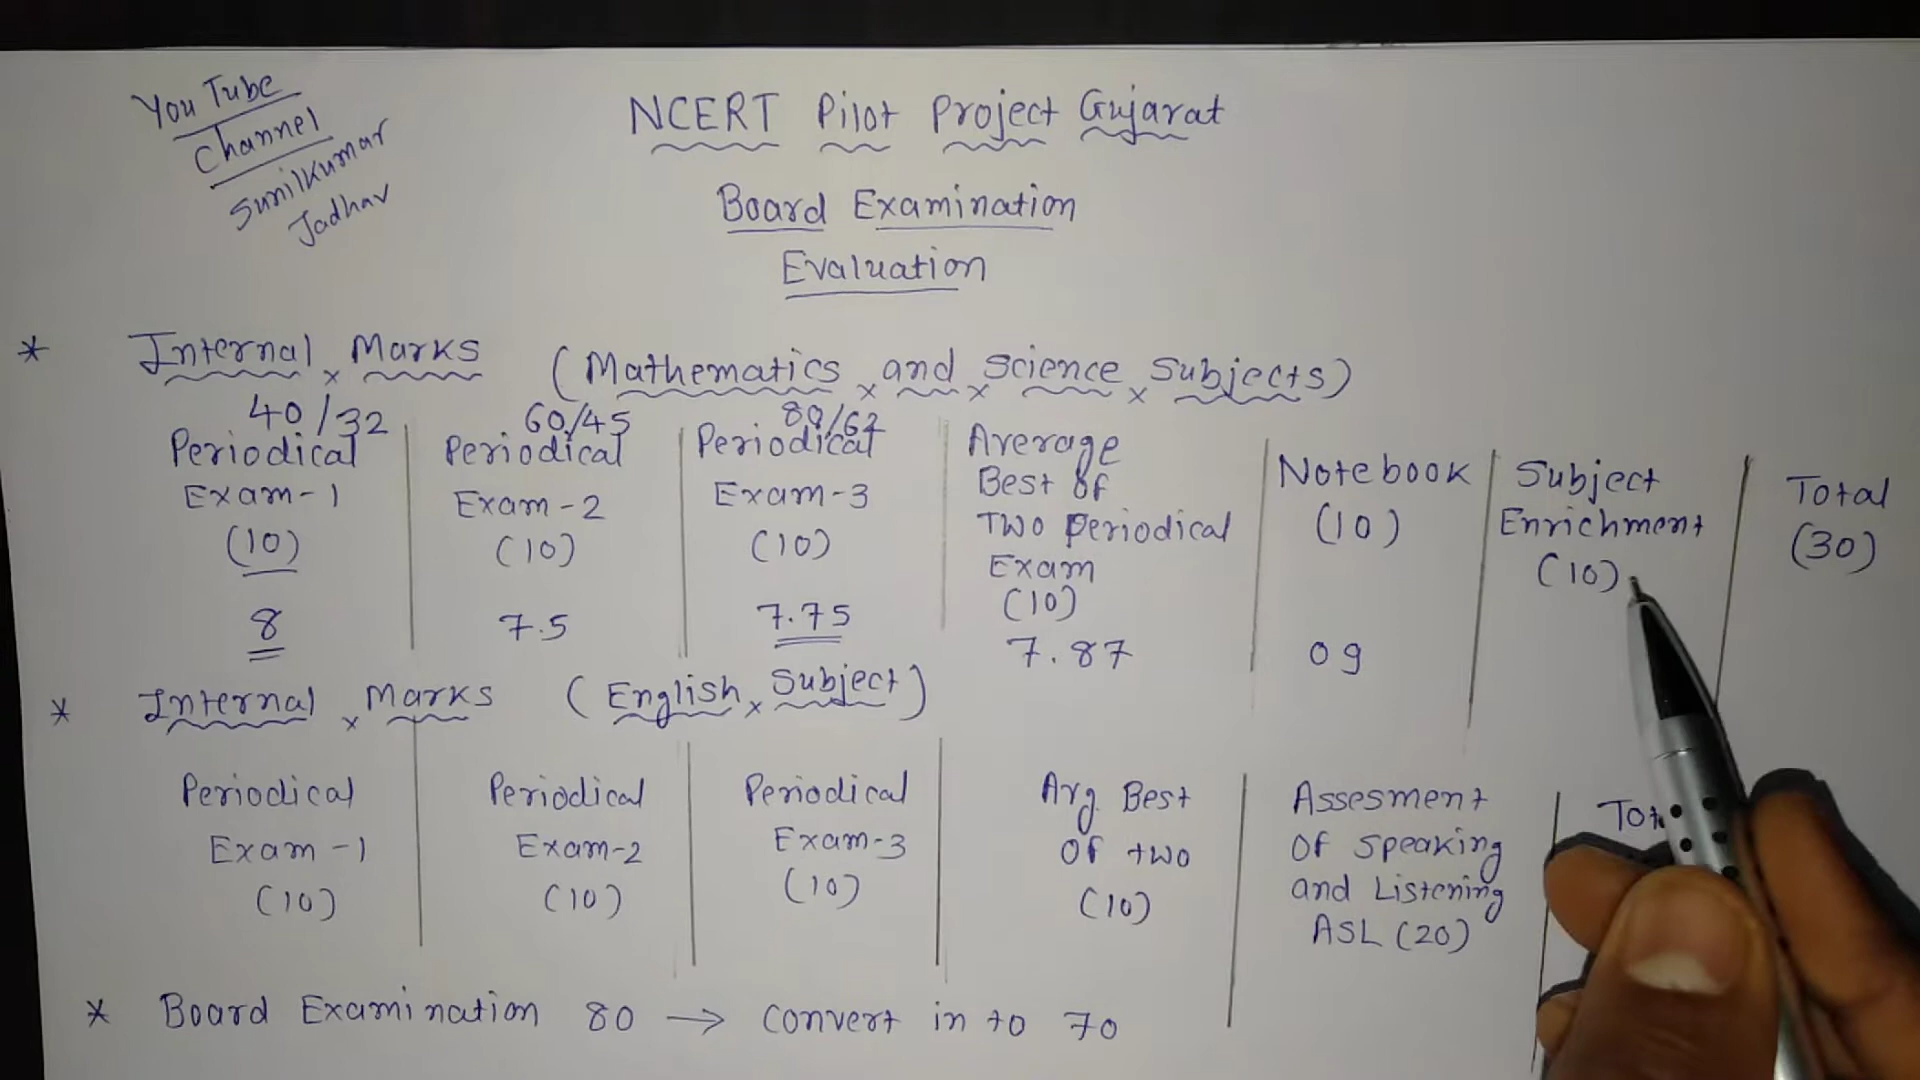 YouTube
Channel
Sunilkumar
Jadhav
NCERT Pilot Project Gujarat
Board Examination
Evaluation
* Internal Marks (Mathematics and Science Subjects)
40/32
Periodical
Exam-1
(10)
8
60/45
Periodical
Exam-2
(10)
7.5
80/62
Periodical
Exam-3
(10)
7.75
Average
Best of
Two Periodical
Exam
(10)
7.87
Notebook
(10)
09
Subject
Enrichment
(10)
Total
(30)
* Internal Marks (English Subject)
Periodical
Exam-1
(10)
Periodical
Exam-2
(10)
Periodical
Exam-3
(10)
Avg Best
Of two
(10)
Assesment
Of speaking
and Listening
ASL (20)
* Board Examination 80 → convert in to 70